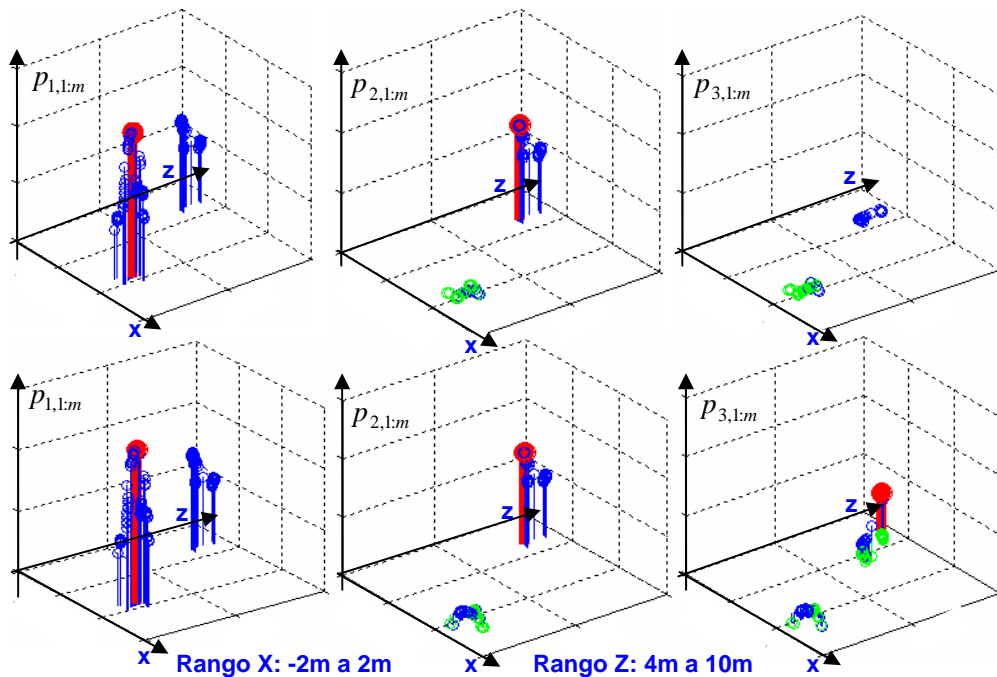 p1,1:m
p2,1:m
p3,1:m
z
z
z
x
x
x
p1,1:m
p2,1:m
p3,1:m
z
z
z
x
x
x
Rango X: -2m a 2m
Rango Z: 4m a 10m